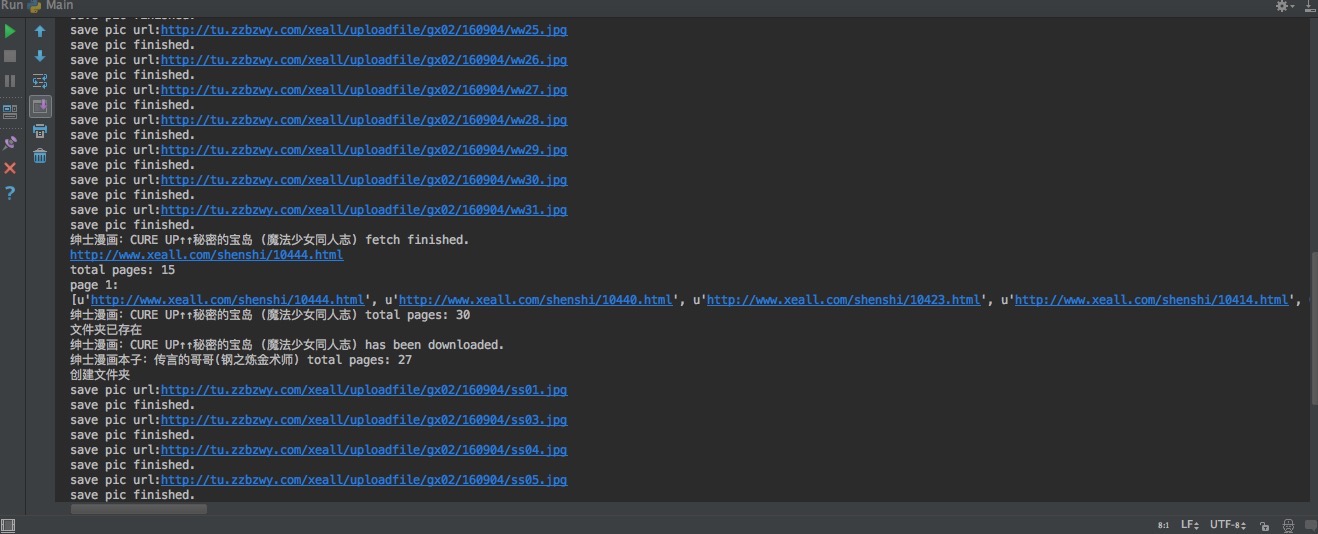 Run Main
save pic finished.
save pic url:http://tu.zzbzwy.com/xeall/uploadfile/gx02/160904/ww25.jpg
save pic finished.
save pic url:http://tu.zzbzwy.com/xeall/uploadfile/gx02/160904/ww26.jpg
save pic finished.
save pic url:http://tu.zzbzwy.com/xeall/uploadfile/gx02/160904/ww27.jpg
save pic finished.
save pic url:http://tu.zzbzwy.com/xeall/uploadfile/gx02/160904/ww28.jpg
save pic finished.
save pic url:http://tu.zzbzwy.com/xeall/uploadfile/gx02/160904/ww29.jpg
save pic finished.
save pic url:http://tu.zzbzwy.com/xeall/uploadfile/gx02/160904/ww30.jpg
save pic finished.
save pic url:http://tu.zzbzwy.com/xeall/uploadfile/gx02/160904/ww31.jpg
save pic finished.
绅士漫画：CURE UP↑↑秘密的宝岛 (魔法少女同人志) fetch finished.
http://www.xeall.com/shenshi/10444.html
total pages: 15
page 1:
[u'http://www.xeall.com/shenshi/10444.html', u'http://www.xeall.com/shenshi/10440.html', u'http://www.xeall.com/shenshi/10423.html', u'http://www.xeall.com/shenshi/10414.html',
绅士漫画：CURE UP↑↑秘密的宝岛 (魔法少女同人志) total pages: 30
文件夹已存在
绅士漫画：CURE UP↑↑秘密的宝岛 (魔法少女同人志) has been downloaded.
绅士漫画本子：传言的哥哥(钢之炼金术师) total pages: 27
创建文件夹
save pic url:http://tu.zzbzwy.com/xeall/uploadfile/gx02/160904/ss01.jpg
save pic finished.
save pic url:http://tu.zzbzwy.com/xeall/uploadfile/gx02/160904/ss03.jpg
save pic finished.
save pic url:http://tu.zzbzwy.com/xeall/uploadfile/gx02/160904/ss04.jpg
save pic finished.
save pic url:http://tu.zzbzwy.com/xeall/uploadfile/gx02/160904/ss05.jpg
save pic finished.
8:1 LF UTF-8